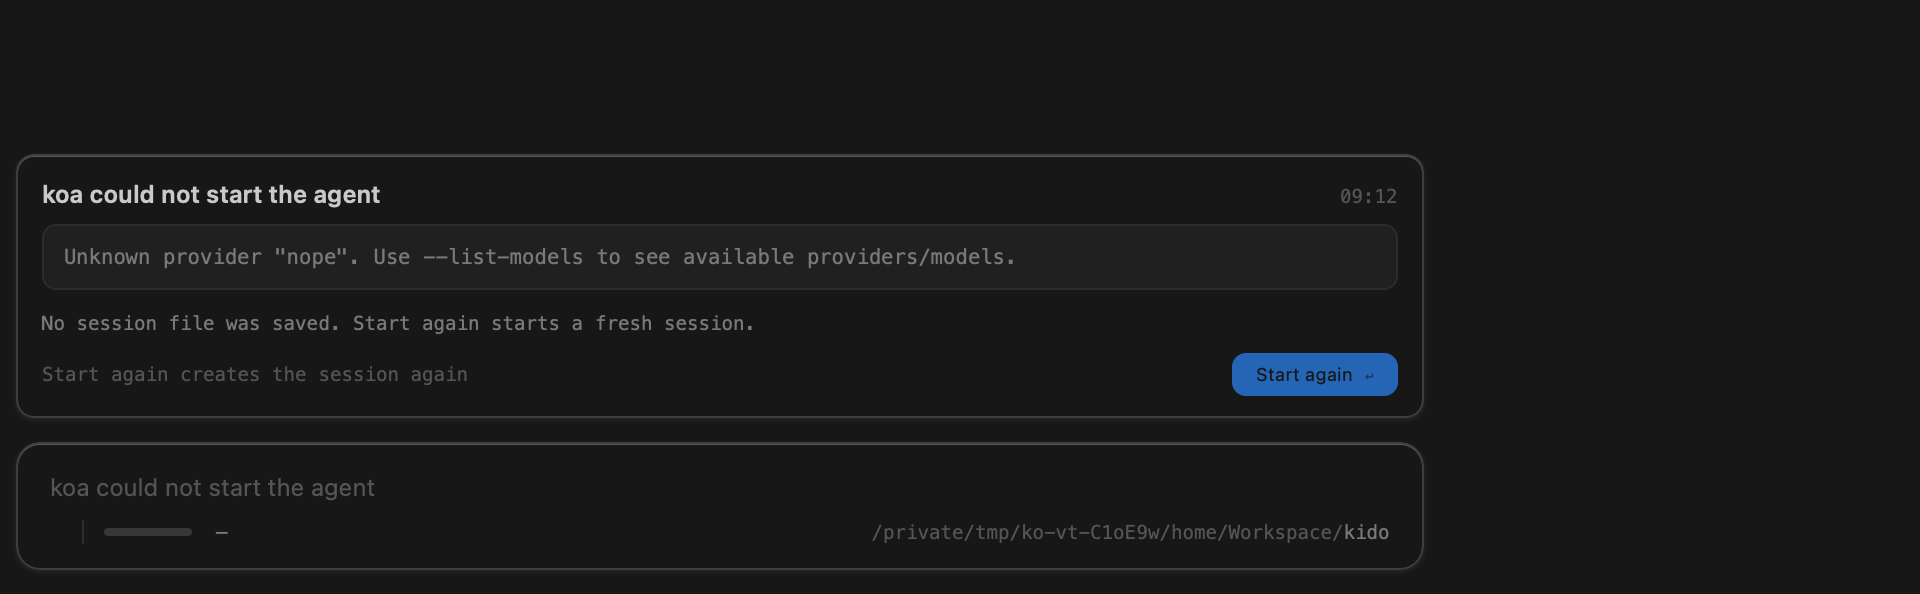 koa could not start the agent
09:12
Unknown provider "nope". Use --list-models to see available providers/models.
No session file was saved. Start again starts a fresh session.
Start again creates the session again
Start again ↩
koa could not start the agent
—
/private/tmp/ko-vt-C1oE9w/home/Workspace/kido